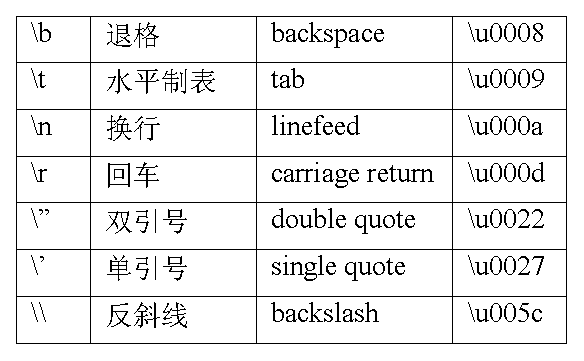 \b 退格 backspace \u0008
\t 水平制表 tab \u0009
\n 换行 linefeed \u000a
\r 回车 carriage return \u000d
\” 双引号 double quote \u0022
\’ 单引号 single quote \u0027
\\ 反斜线 backslash \u005c